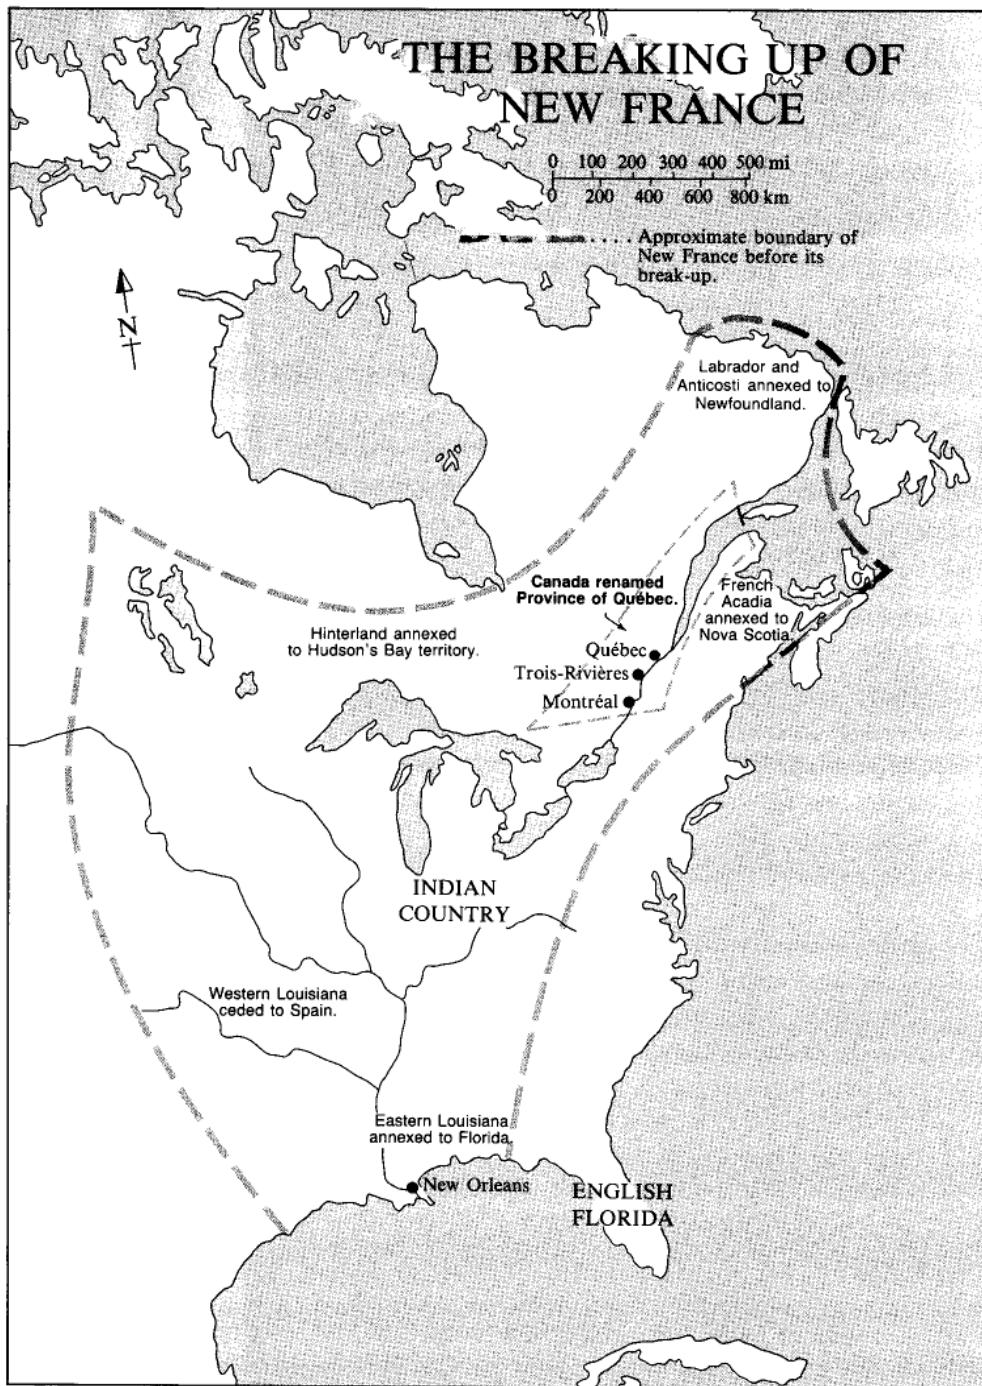 THE BREAKING UP OF
NEW FRANCE
0 100 200 300 400 500 mi
0 200 400 600 800 km
Approximate boundary of
New France before its
break-up.
N
Labrador and
Anticosti annexed to
Newfoundland.
Canada renamed
Province of Québec.
French
Acadia
annexed to
Nova Scotia.
Hinterland annexed
to Hudson's Bay territory.
Québec
Trois-Rivières
Montréal
INDIAN
COUNTRY
Western Louisiana
ceded to Spain.
Eastern Louisiana
annexed to Florida.
New Orleans
ENGLISH
FLORIDA